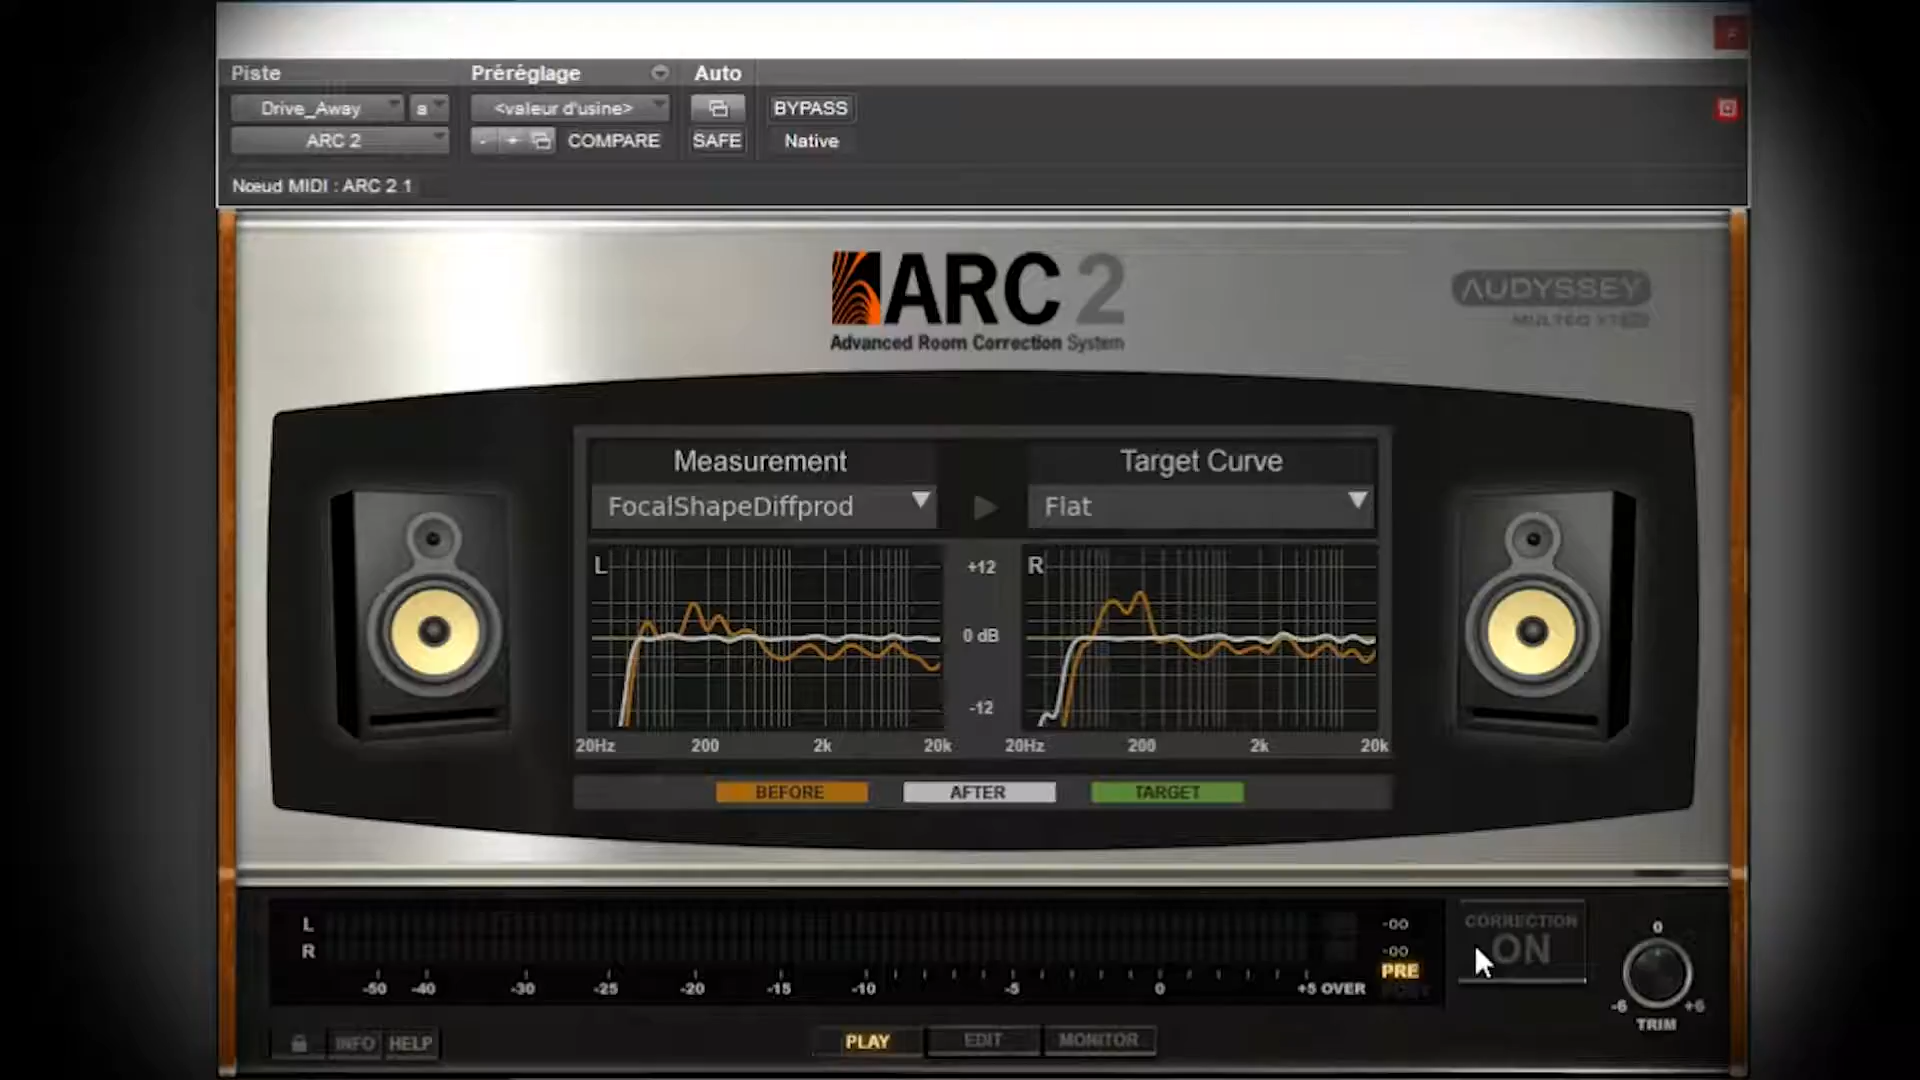 Piste Préréglage Auto
Drive_Away a <valeur d'usine> BYPASS
ARC 2 - + COMPARE SAFE Native
Nœud MIDI : ARC 2 1
ARC 2
Advanced Room Correction System
AUDYSSEY
MULTEQ
Measurement Target Curve
FocalShapeDiffprod Flat
L +12 R
0 dB
-12
20Hz 200 2k 20k 20Hz 200 2k 20k
BEFORE AFTER TARGET
L -oo
R -oo
PRE
-50 -40 -30 -25 -20 -15 -10 -5 0 +5 OVER
CORRECTION
ON
0
-6 +6
TRIM
INFO HELP PLAY EDIT MONITOR